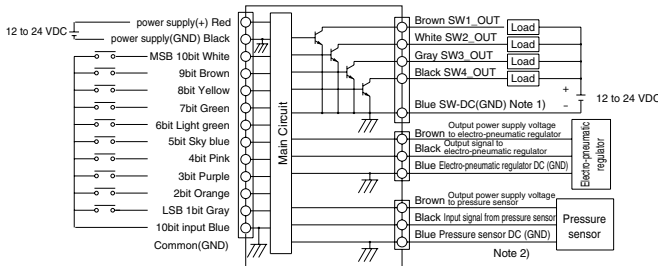 12 to 24 VDC
power supply(+) Red
power supply(GND) Black
MSB 10bit White
9bit Brown
8bit Yellow
7bit Green
6bit Light green
5bit Sky blue
4bit Pink
3bit Purple
2bit Orange
LSB 1bit Gray
10bit input Blue
Common(GND)
Main Circuit
Brown SW1_OUT
Load
White SW2_OUT
Load
Gray SW3_OUT
Load
Black SW4_OUT
Load
+
Blue SW-DC(GND) Note 1)
−
12 to 24 VDC
Brown Output power supply voltage to electro-pneumatic regulator
Black Output signal to electro-pneumatic regulator
Blue Electro-pneumatic regulator DC (GND)
Electro-pneumatic
regulator
Brown Output power supply voltage to pressure sensor
Black Input signal from pressure sensor
Blue Pressure sensor DC (GND)
Pressure
sensor
Note 2)